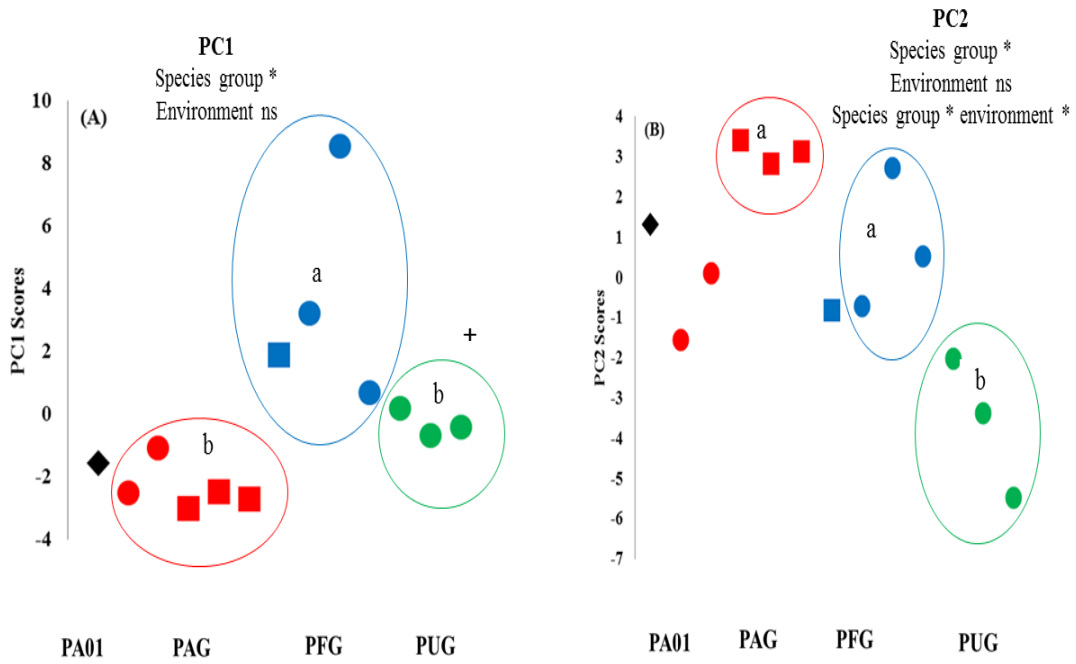 PC1
Species group *
Environment ns
(A)
10
8
6
4
2
0
-2
-4
PC1 Scores
a
b
+
b
PA01
PAG
PFG
PUG
PC2
Species group *
Environment ns
Species group * environment *
(B)
4
3
2
1
0
-1
-2
-3
-4
-5
-6
-7
PC2 Scores
a
a
b
PA01
PAG
PFG
PUG